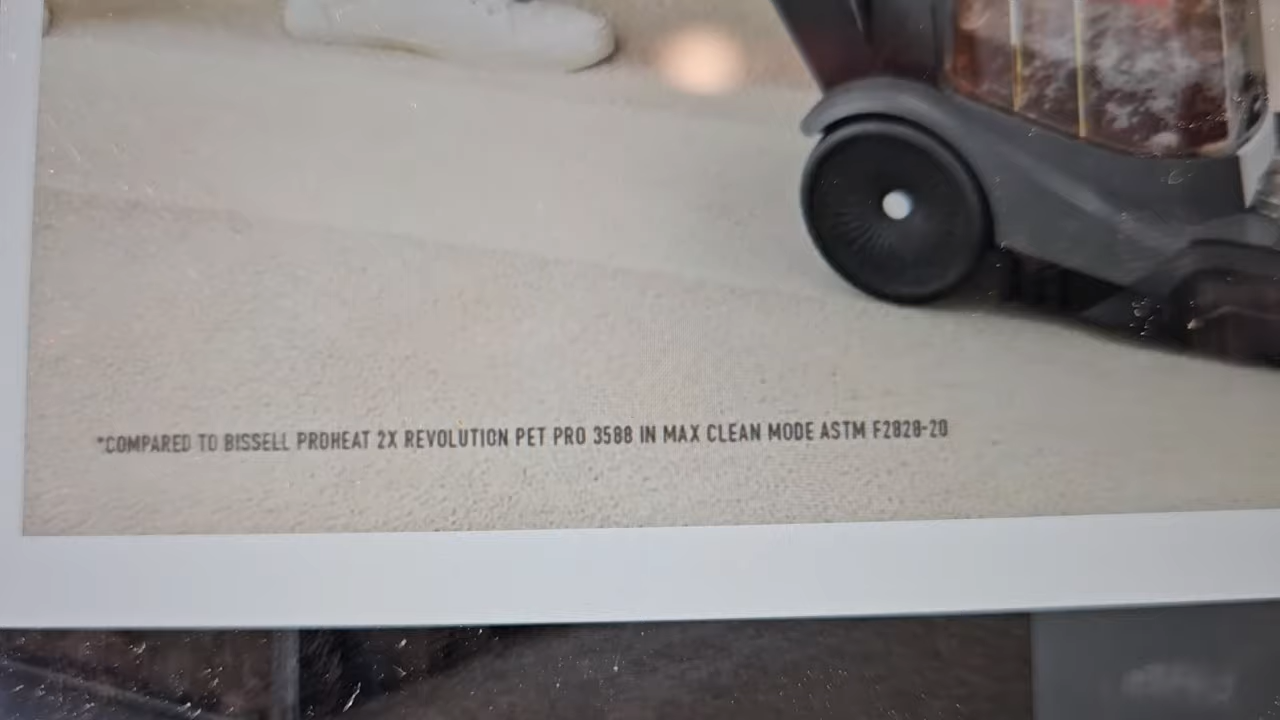 *COMPARED TO BISSELL PROHEAT 2X REVOLUTION PET PRO 3588 IN MAX CLEAN MODE ASTM F2828-20